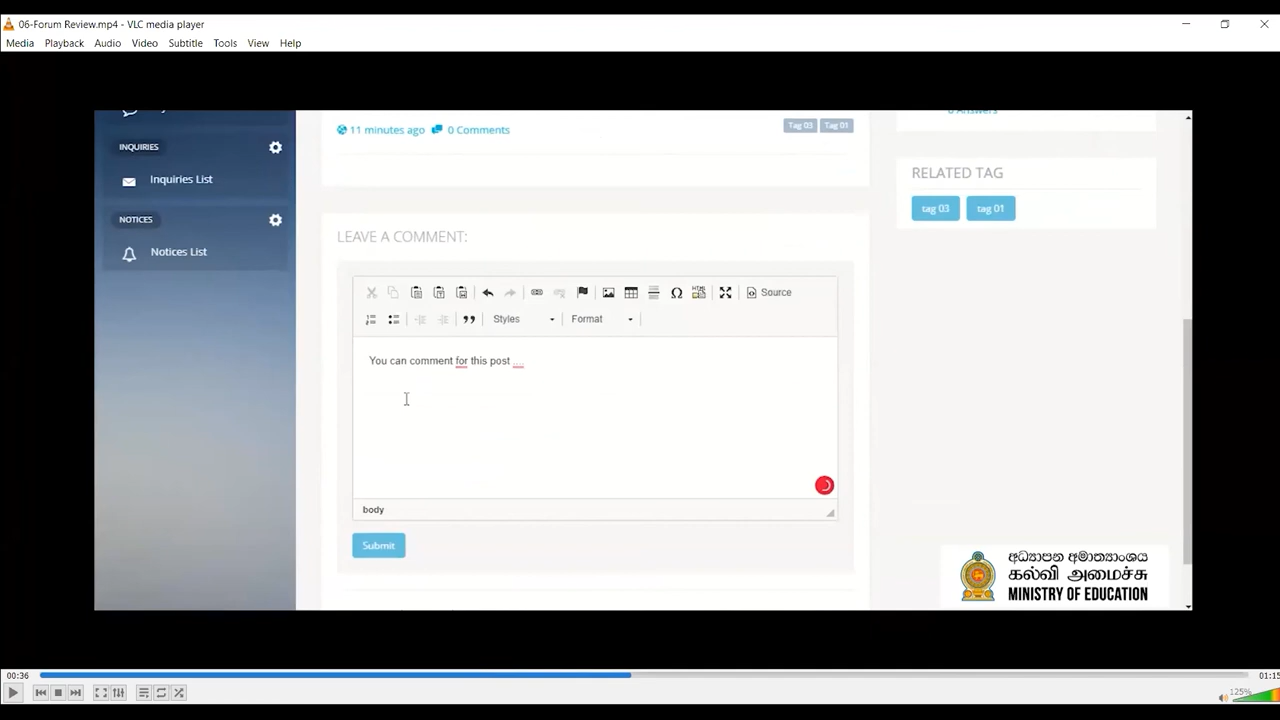 06-Forum Review.mp4 - VLC media player
Media Playback Audio Video Subtitle Tools View Help
11 minutes ago 0 Comments
Tag 03 Tag 01
0 Answers
INQUIRIES
Inquiries List
NOTICES
Notices List
RELATED TAG
tag 03 tag 01
LEAVE A COMMENT:
Source
Styles Format
You can comment for this post ....
body
Submit
අධ්‍යාපන අමාත්‍යාංශය
கல்வி அமைச்சு
MINISTRY OF EDUCATION
00:36
01:15
125%